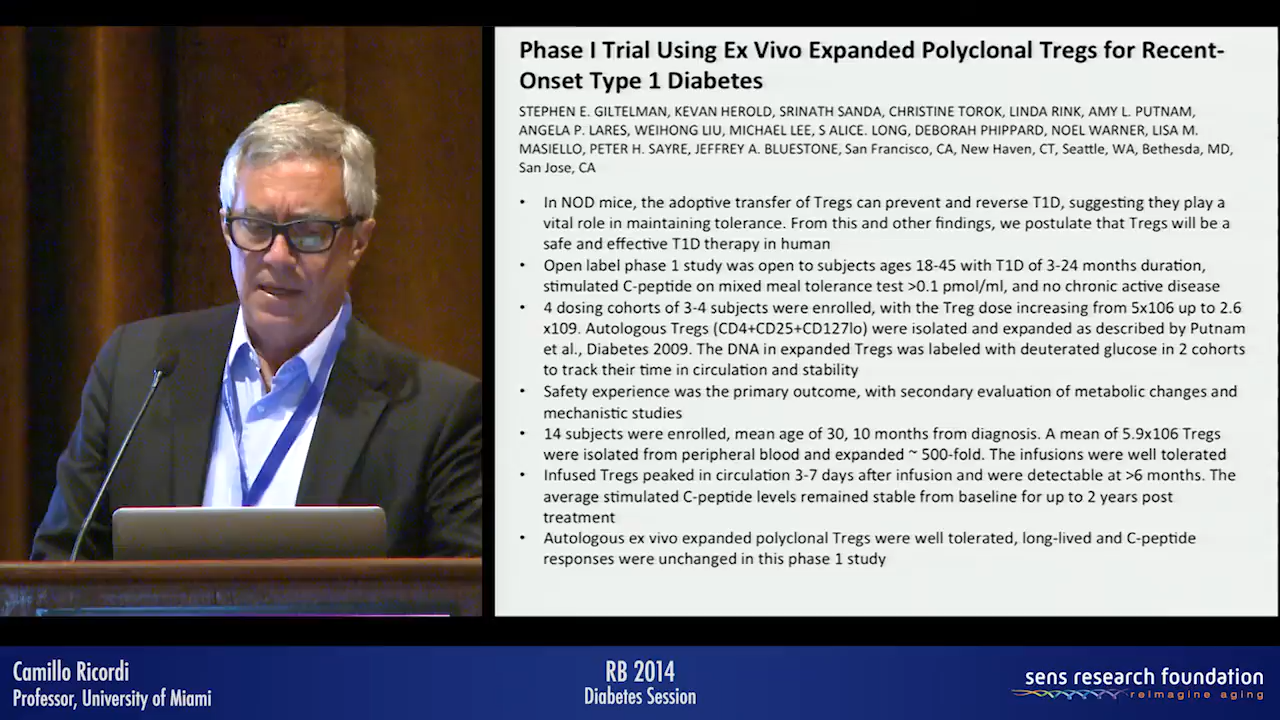 Phase I Trial Using Ex Vivo Expanded Polyclonal Tregs for Recent-
Onset Type 1 Diabetes
STEPHEN E. GILTELMAN, KEVAN HEROLD, SRINATH SANDA, CHRISTINE TOROK, LINDA RINK, AMY L. PUTNAM,
ANGELA P. LARES, WEIHONG LIU, MICHAEL LEE, S ALICE. LONG, DEBORAH PHIPPARD, NOEL WARNER, LISA M.
MASIELLO, PETER H. SAYRE, JEFFREY A. BLUESTONE, San Francisco, CA, New Haven, CT, Seattle, WA, Bethesda, MD,
San Jose, CA
• In NOD mice, the adoptive transfer of Tregs can prevent and reverse T1D, suggesting they play a
vital role in maintaining tolerance. From this and other findings, we postulate that Tregs will be a
safe and effective T1D therapy in human
• Open label phase 1 study was open to subjects ages 18-45 with T1D of 3-24 months duration,
stimulated C-peptide on mixed meal tolerance test >0.1 pmol/ml, and no chronic active disease
• 4 dosing cohorts of 3-4 subjects were enrolled, with the Treg dose increasing from 5x106 up to 2.6
x109. Autologous Tregs (CD4+CD25+CD127lo) were isolated and expanded as described by Putnam
et al., Diabetes 2009. The DNA in expanded Tregs was labeled with deuterated glucose in 2 cohorts
to track their time in circulation and stability
• Safety experience was the primary outcome, with secondary evaluation of metabolic changes and
mechanistic studies
• 14 subjects were enrolled, mean age of 30, 10 months from diagnosis. A mean of 5.9x106 Tregs
were isolated from peripheral blood and expanded ~ 500-fold. The infusions were well tolerated
• Infused Tregs peaked in circulation 3-7 days after infusion and were detectable at >6 months. The
average stimulated C-peptide levels remained stable from baseline for up to 2 years post
treatment
• Autologous ex vivo expanded polyclonal Tregs were well tolerated, long-lived and C-peptide
responses were unchanged in this phase 1 study
Camillo Ricordi
Professor, University of Miami
RB 2014
Diabetes Session
sens research foundation
reimagine aging